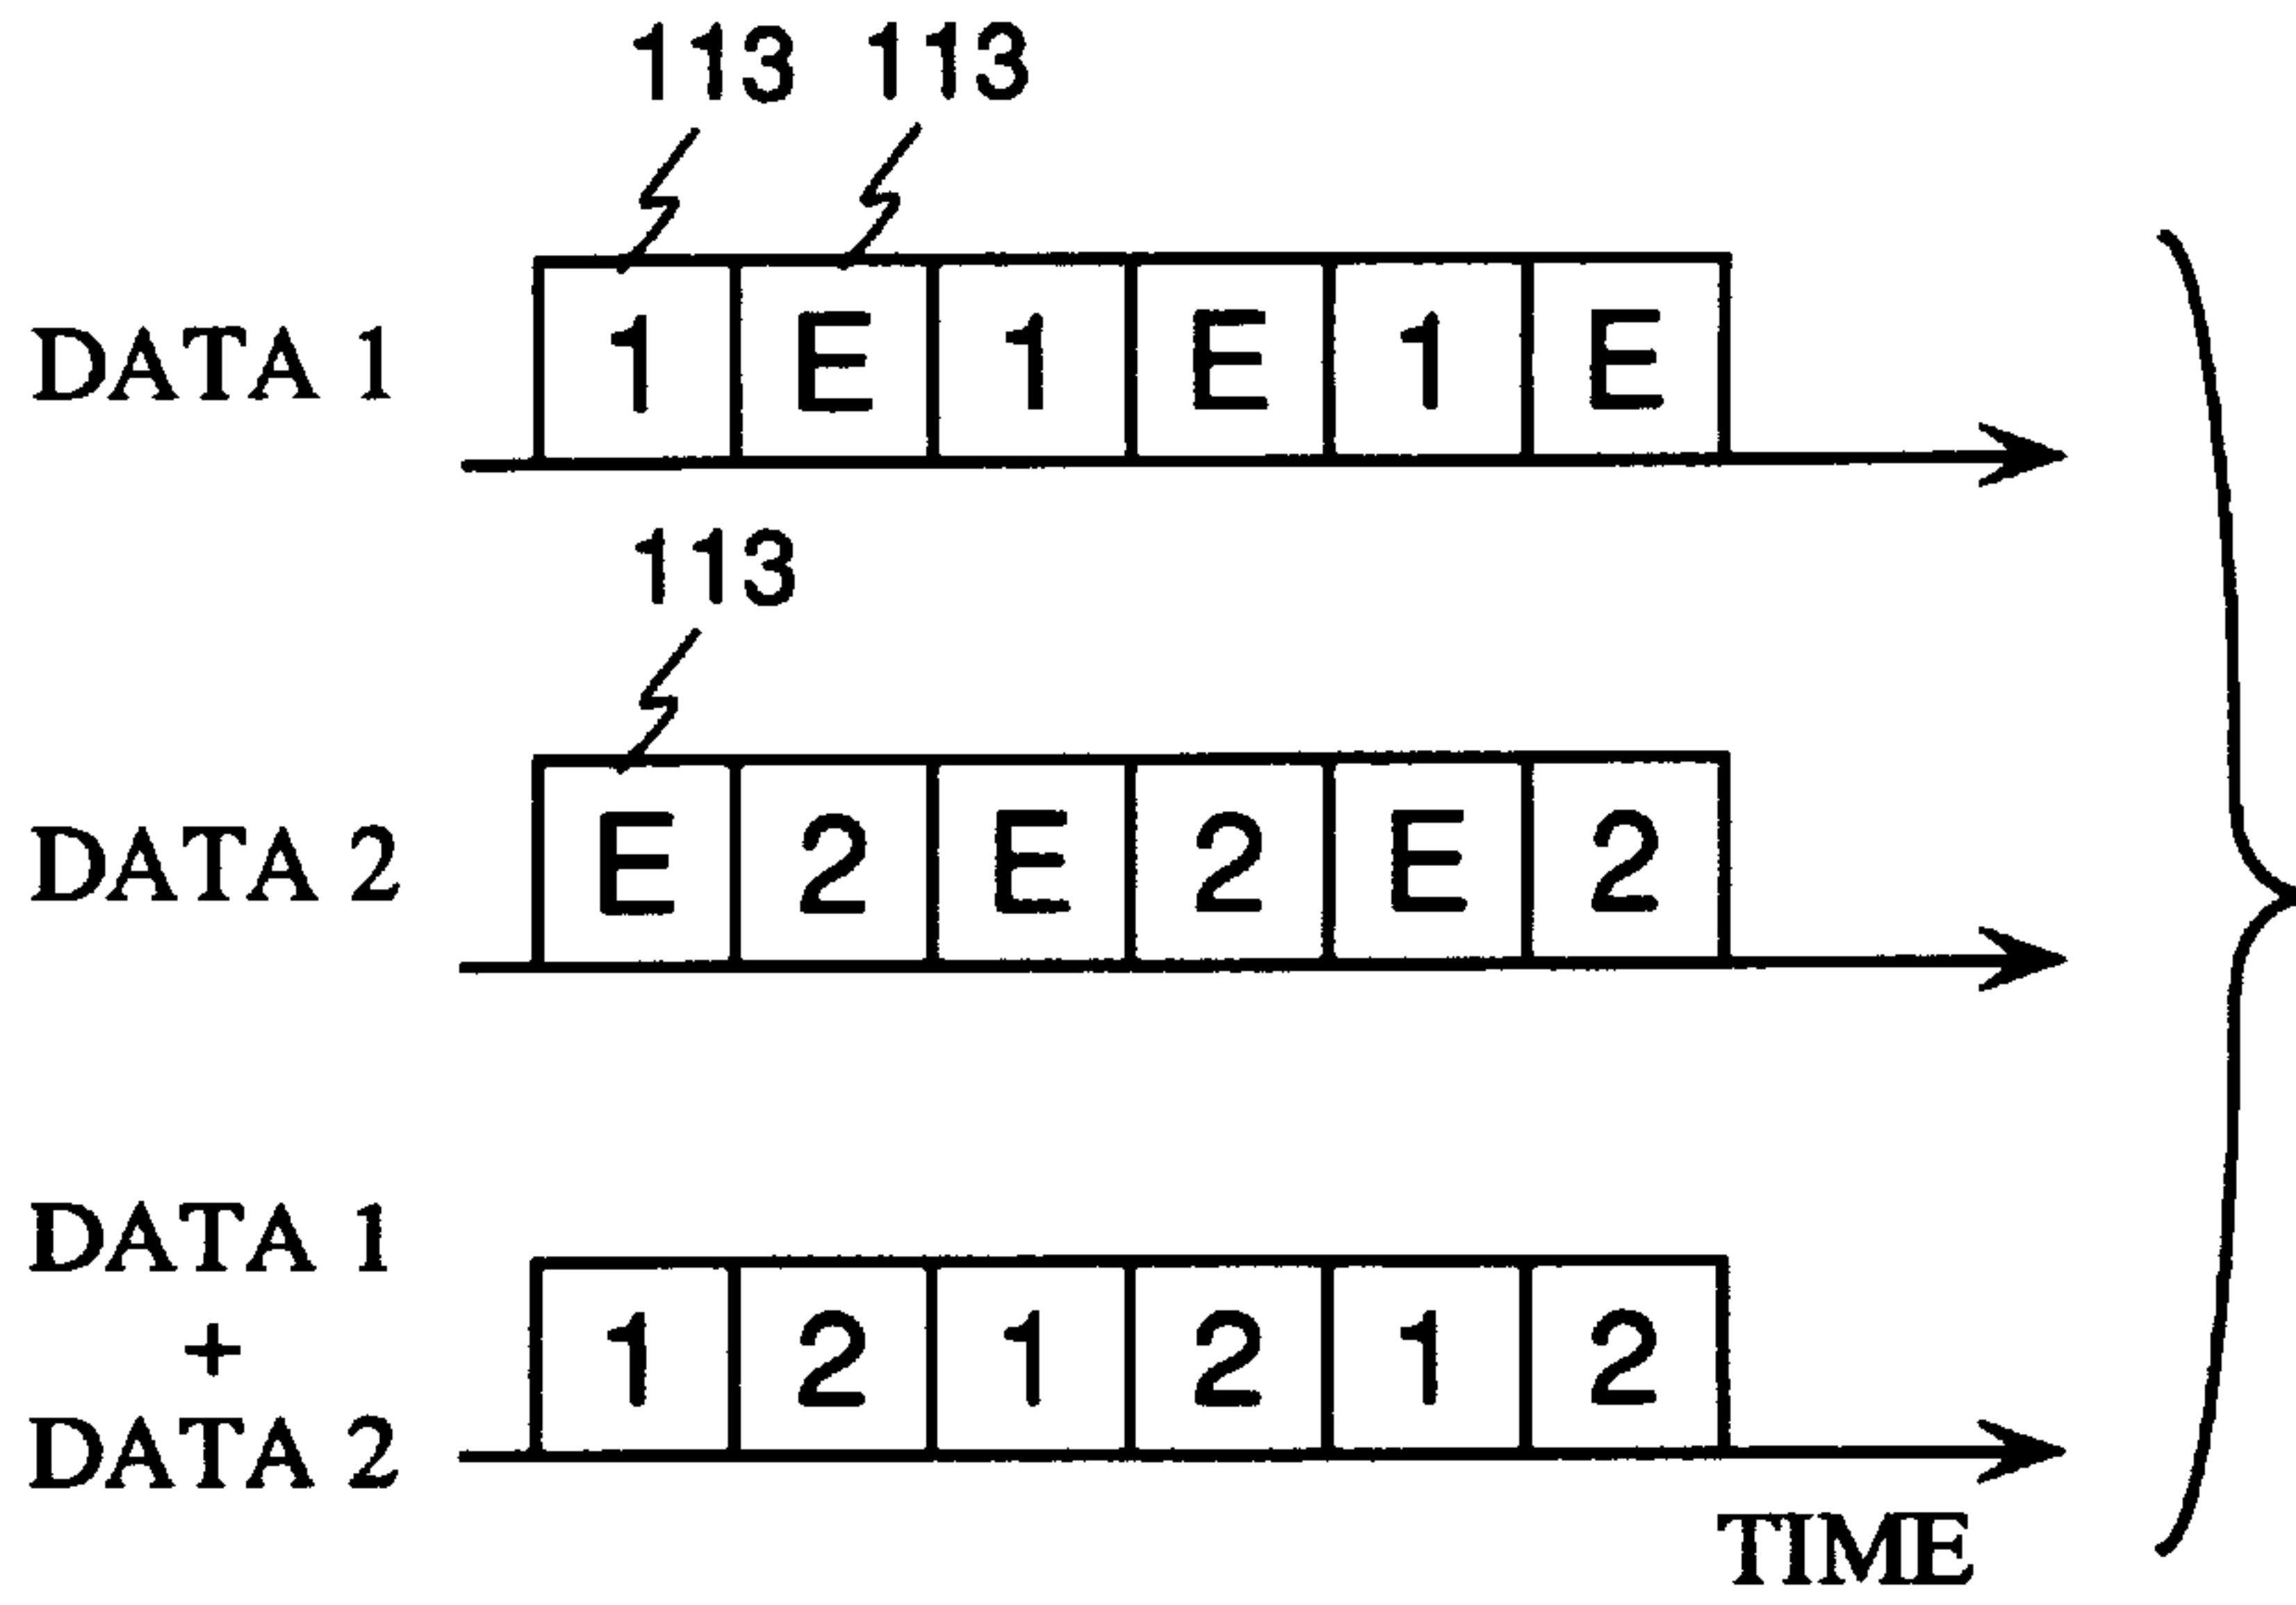 113 113
DATA 1 1 E 1 E 1 E
113
DATA 2 E 2 E 2 E 2
DATA 1
+
DATA 2
1 2 1 2 1 2
TIME